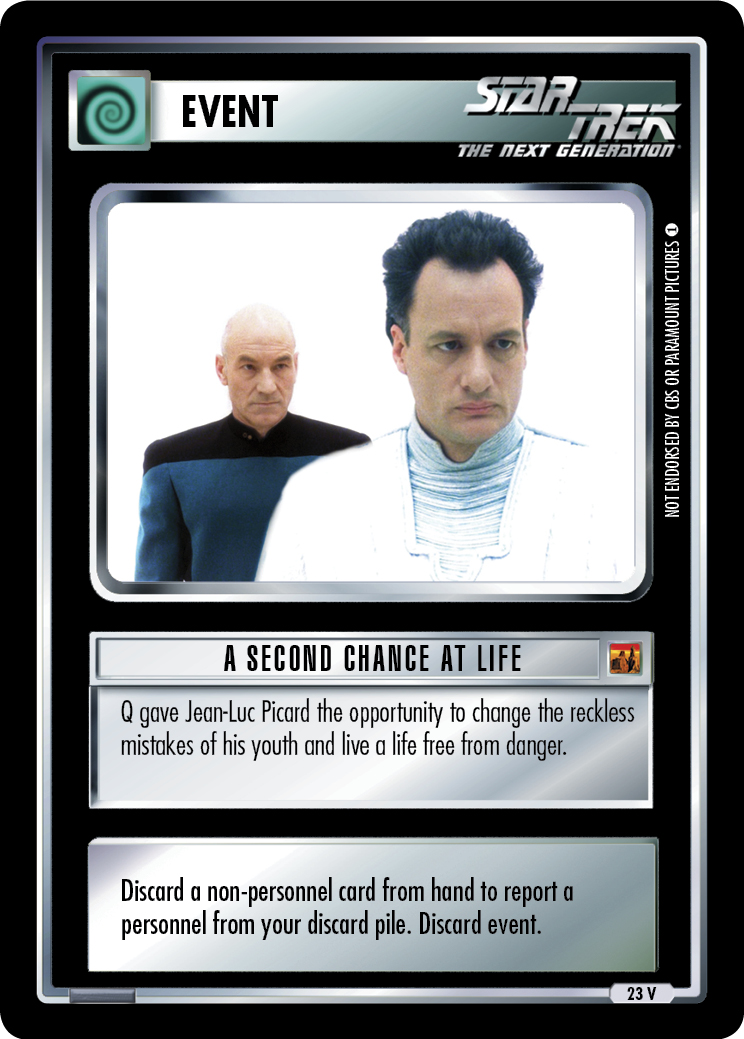 EVENT
STAR TREK
THE NEXT GENERATION
NOT ENDORSED BY CBS OR PARAMOUNT PICTURES 1
A SECOND CHANCE AT LIFE
Q gave Jean-Luc Picard the opportunity to change the reckless
mistakes of his youth and live a life free from danger.
Discard a non-personnel card from hand to report a
personnel from your discard pile. Discard event.
23 V